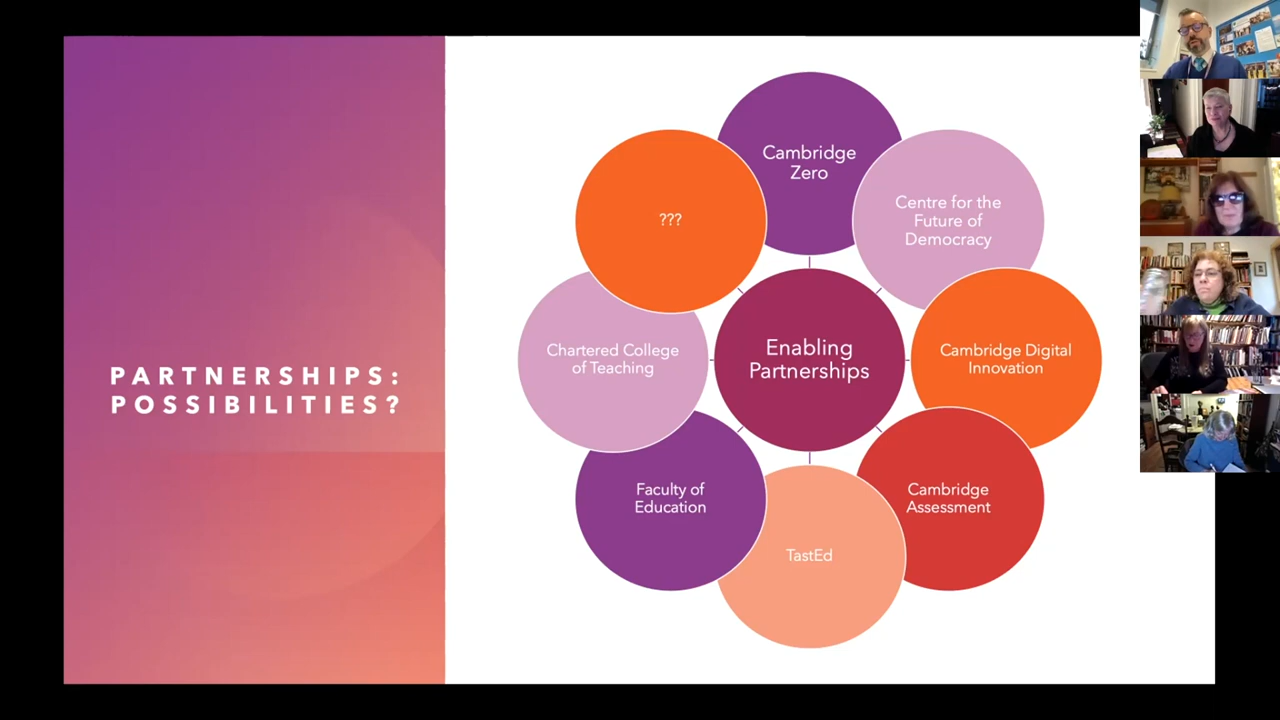 PARTNERSHIPS:
POSSIBILITIES?
Cambridge
Zero
Centre for the
Future of
Democracy
Cambridge Digital
Innovation
Cambridge
Assessment
TastEd
Faculty of
Education
Chartered College
of Teaching
???
Enabling
Partnerships